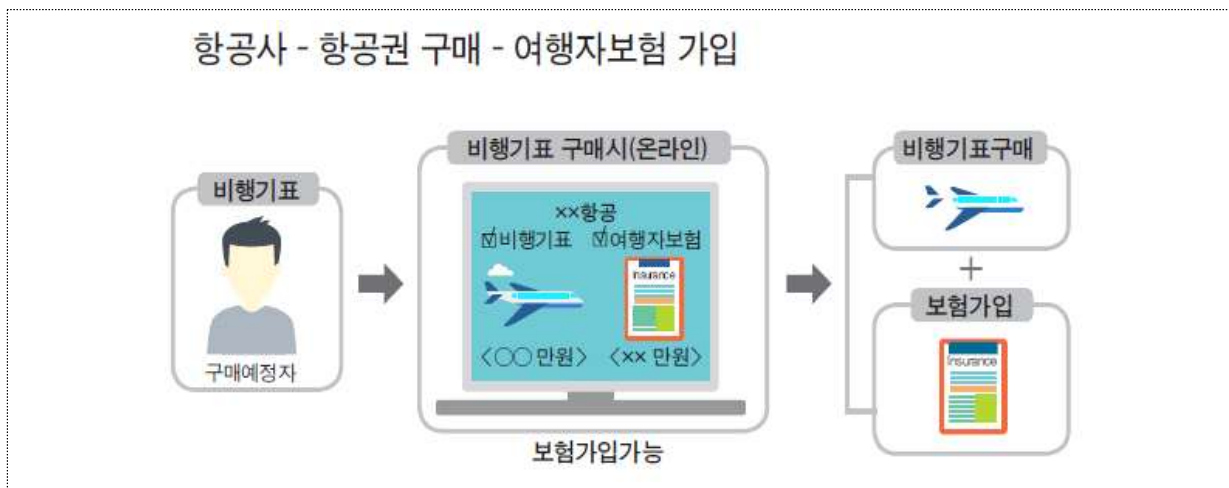 항공사 - 항공권 구매 - 여행자보험 가입
비행기표
구매예정자
비행기표 구매시(온라인)
××항공
☑비행기표 ☑여행자보험
Insurance
<○○만원> <×× 만원>
보험가입가능
비행기표구매
+
보험가입
Insurance